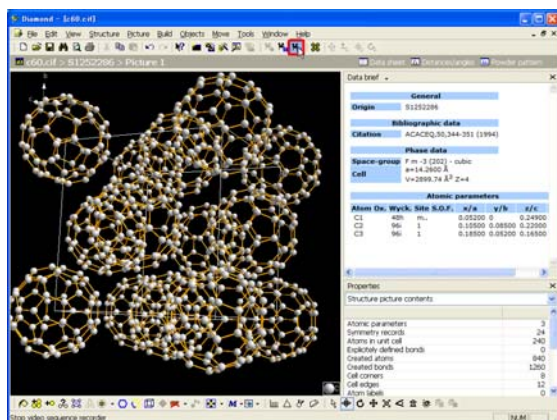 Diamond - [c60.cif]
File Edit View Structure Picture Build Objects Move Tools Window Help
c60.cif > S1252286 > Picture 1
Data sheet Distances/angles Powder pattern
Data brief
General
Origin S1252286
Bibliographic data
Citation ACACEQ,50,344-351 (1994)
Phase data
Space-group F m -3 (202) - cubic
Cell a=14.2600 Å
V=2899.74 Å³ Z=4
Atomic parameters
Atom Ox. Wyck. Site S.O.F. x/a y/b z/c
C1 48h m.. 0.05200 0 0.24900
C2 96i 1 0.10500 0.08500 0.22000
C3 96i 1 0.18500 0.05200 0.16500
Properties
Structure picture contents
Atomic parameters 3
Symmetry records 24
Atoms in unit cell 240
Explicitely defined bonds 0
Created atoms 840
Created bonds 1260
Cell corners 8
Cell edges 12
Atom labels 0
Stop video sequence recorder
NUM